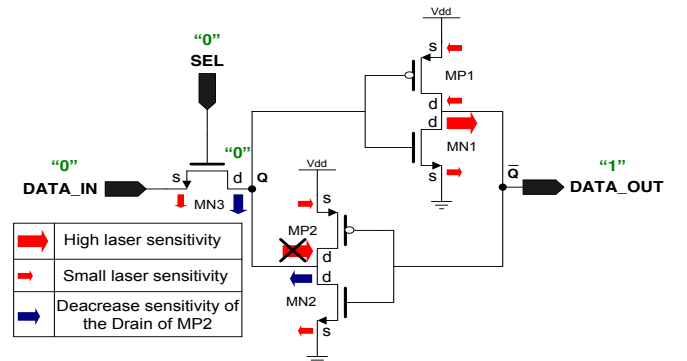 Vdd
“0”
SEL
s
MP1
d
d
MN1
s
“0”
DATA_IN
“0”
s
d
Q
MN3
Vdd
s
MP2
d
d
MN2
s
Q
“1”
DATA_OUT
High laser sensitivity
Small laser sensitivity
Deacrease sensitivity of
the Drain of MP2